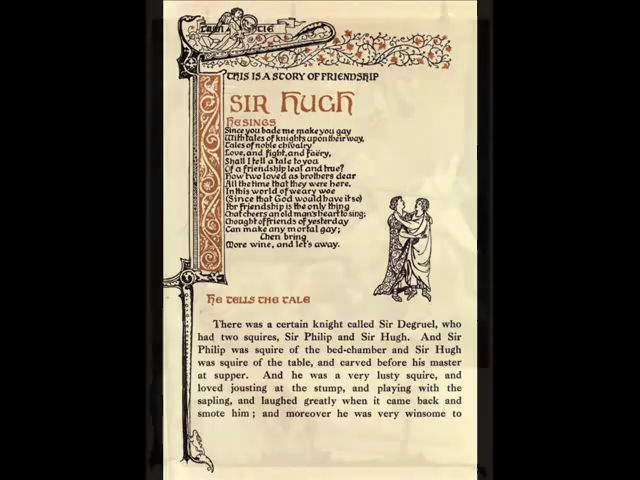 THIS IS A STORY OF FRIENDSHIP
SIR HUGH
HE SINGS
Since you bade me make you gay
With tales of knights upon their way,
Tales of noble chivalry
Love, and fight, and faëry,
Shall I tell a tale to you
Of a friendship leal and true?
How two loved as brothers dear
All the time that they were here,
In this world of weary woe
(Since that God would have it so)
For friendship is the only thing
That cheers an old man's heart to sing;
Thought of friends of yesterday
Can make any mortal gay;
Then bring
More wine, and let's away.
HE TELLS THE TALE
There was a certain knight called Sir Degruel, who
had two squires, Sir Philip and Sir Hugh. And Sir
Philip was squire of the bed-chamber and Sir Hugh
was squire of the table, and carved before his master
at supper. And he was a very lusty squire, and
loved jousting at the stump, and playing with the
sapling, and laughed greatly when it came back and
smote him ; and moreover he was very winsome to